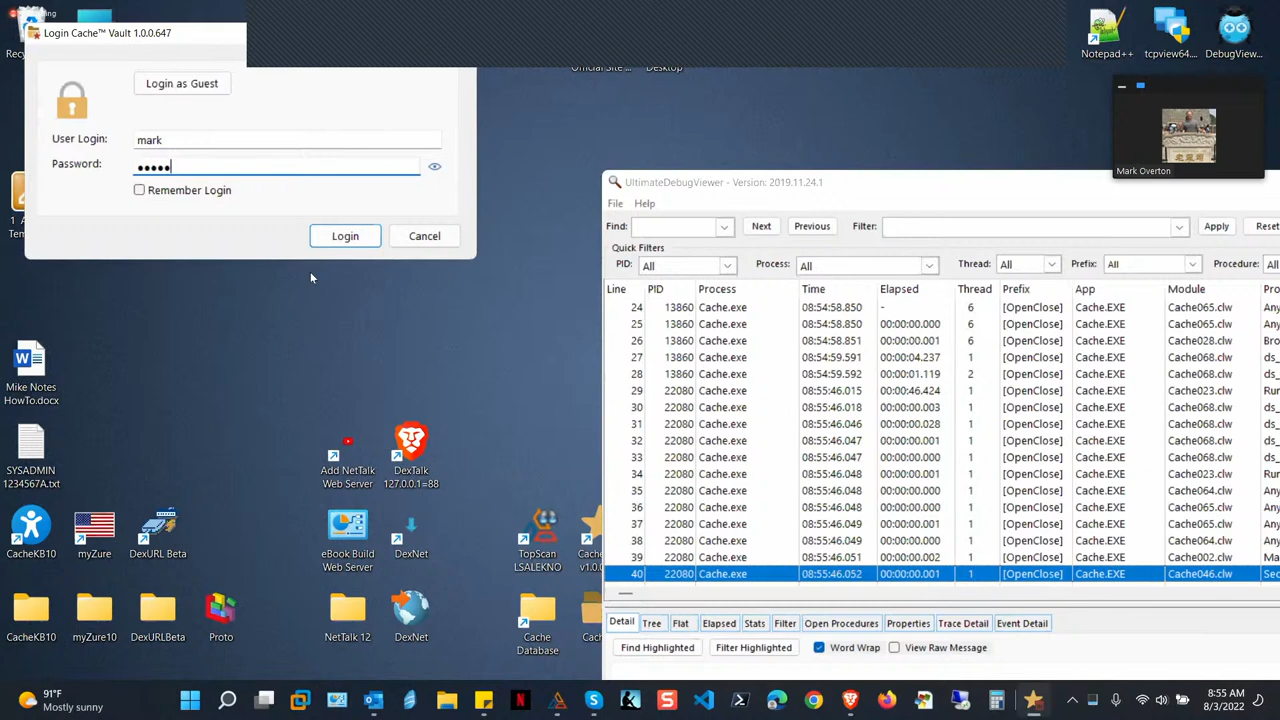 Login Cache™ Vault 1.0.0.647
Login as Guest
User Login: mark
Password: •••••
Remember Login
Login Cancel
Notepad++
tcpview64....
DebugView...
Mark Overton
UltimateDebugViewer - Version: 2019.11.24.1
File Help
Find: Next Previous Filter: Apply Reset
Quick Filters
PID: All Process: All Thread: All Prefix: All Procedure: All
Line PID Process Time Elapsed Thread Prefix App Module
24 13860 Cache.exe 08:54:58.850 - 6 [OpenClose] Cache.EXE Cache065.clw Any
25 13860 Cache.exe 08:54:58.850 00:00:00.000 6 [OpenClose] Cache.EXE Cache065.clw Any
26 13860 Cache.exe 08:54:58.851 00:00:00.001 6 [OpenClose] Cache.EXE Cache028.clw Bro
27 13860 Cache.exe 08:54:59.591 00:00:04.237 1 [OpenClose] Cache.EXE Cache068.clw ds_
28 13860 Cache.exe 08:54:59.592 00:00:01.119 2 [OpenClose] Cache.EXE Cache068.clw ds_
29 22080 Cache.exe 08:55:46.015 00:00:46.424 1 [OpenClose] Cache.EXE Cache023.clw Run
30 22080 Cache.exe 08:55:46.018 00:00:00.003 1 [OpenClose] Cache.EXE Cache068.clw ds_
31 22080 Cache.exe 08:55:46.046 00:00:00.028 1 [OpenClose] Cache.EXE Cache068.clw ds_
32 22080 Cache.exe 08:55:46.047 00:00:00.001 1 [OpenClose] Cache.EXE Cache068.clw ds_
33 22080 Cache.exe 08:55:46.047 00:00:00.000 1 [OpenClose] Cache.EXE Cache068.clw ds_
34 22080 Cache.exe 08:55:46.048 00:00:00.001 1 [OpenClose] Cache.EXE Cache023.clw Run
35 22080 Cache.exe 08:55:46.048 00:00:00.000 1 [OpenClose] Cache.EXE Cache064.clw Any
36 22080 Cache.exe 08:55:46.048 00:00:00.000 1 [OpenClose] Cache.EXE Cache065.clw Any
37 22080 Cache.exe 08:55:46.049 00:00:00.001 1 [OpenClose] Cache.EXE Cache065.clw Any
38 22080 Cache.exe 08:55:46.049 00:00:00.000 1 [OpenClose] Cache.EXE Cache064.clw Any
39 22080 Cache.exe 08:55:46.051 00:00:00.002 1 [OpenClose] Cache.EXE Cache002.clw Ma
40 22080 Cache.exe 08:55:46.052 00:00:00.001 1 [OpenClose] Cache.EXE Cache046.clw Sec
Detail Tree Flat Elapsed Stats Filter Open Procedures Properties Trace Detail Event Detail
Find Highlighted Filter Highlighted Word Wrap View Raw Message
Mike Notes
HowTo.docx
SYSADMIN
1234567A.txt
Add NetTalk
Web Server
DexTalk
127.0.0.1=88
CacheKB10
myZure
DexURL Beta
eBook Build
Web Server
DexNet
TopScan
LSALEKNO
Cache
v1.0.0
CacheKB10
myZure10
DexURLBeta
Proto
NetTalk 12
DexNet
Cache
Database
Cach
91°F
Mostly sunny
8:55 AM
8/3/2022